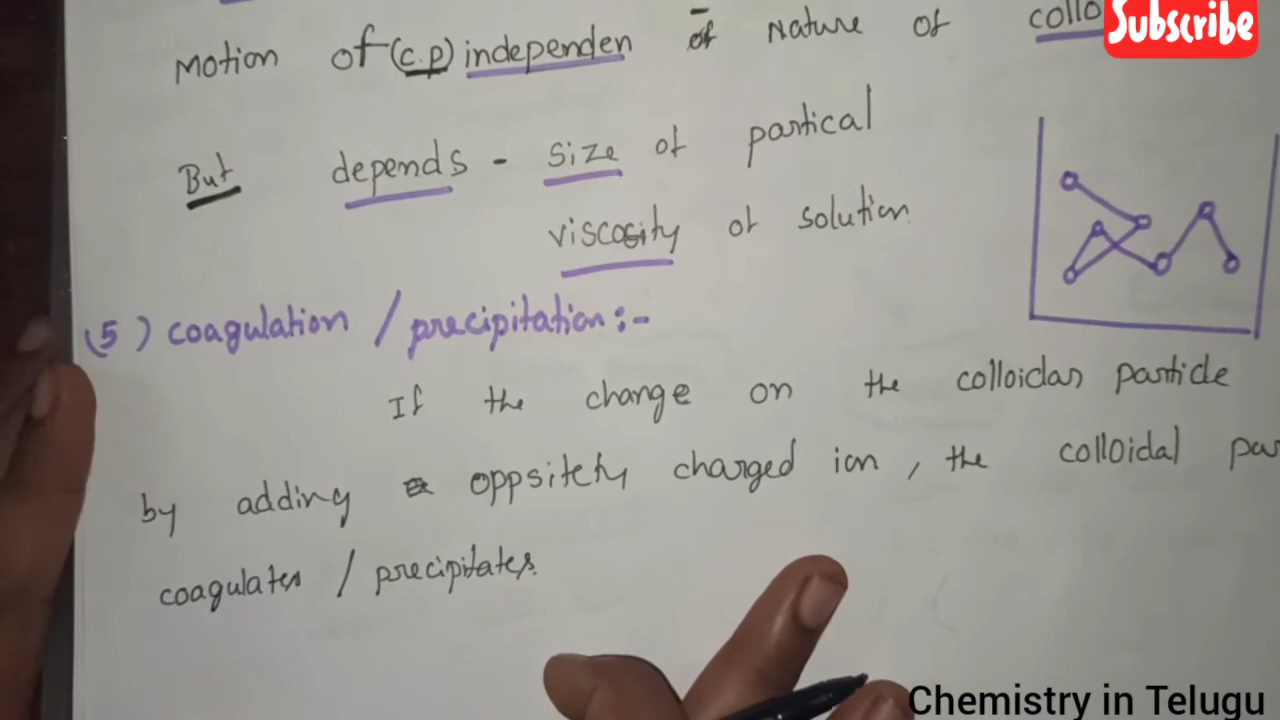 Motion of (c.p) independen of Nature of collo
Subscribe
But depends - size of partical
viscosity of solution
(5) coagulation / precipitation :-
If the change on the colloidas particle
by adding oppsitely charged ion, the colloidal pa
coagulates / precipitates.
Chemistry in Telugu